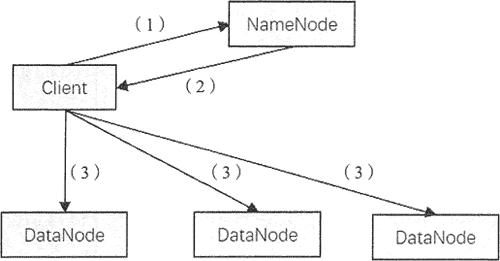 （1）
NameNode
Client
（2）
（3）
（3）
（3）
DataNode
DataNode
DataNode